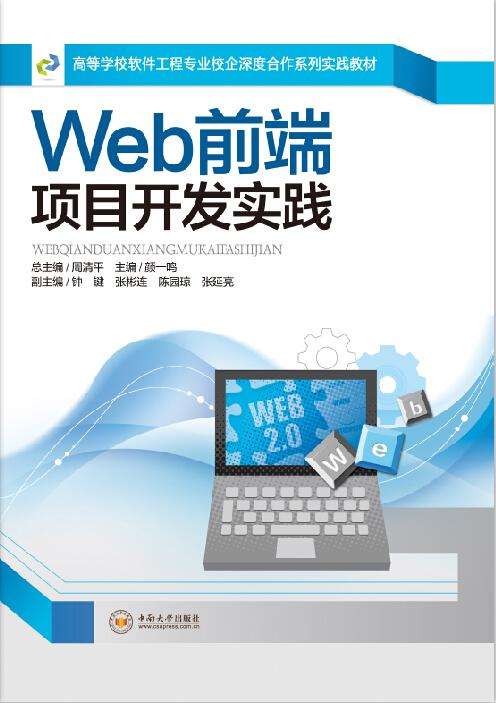 高等学校软件工程专业校企深度合作系列实践教材
Web前端
项目开发实践
WEBQIANDUANXIANGMUKAIFASHIJIAN
总主编/周清平 主编/颜一鸣
副主编/钟 键 张彬连 陈园琼 张延亮
WEB
2.0
W
e
b
中南大学出版社
www.csupress.com.cn